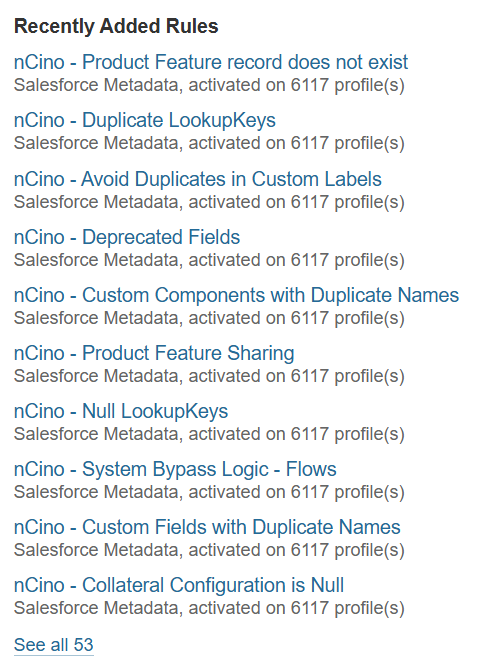 Recently Added Rules
nCino - Product Feature record does not exist
Salesforce Metadata, activated on 6117 profile(s)
nCino - Duplicate LookupKeys
Salesforce Metadata, activated on 6117 profile(s)
nCino - Avoid Duplicates in Custom Labels
Salesforce Metadata, activated on 6117 profile(s)
nCino - Deprecated Fields
Salesforce Metadata, activated on 6117 profile(s)
nCino - Custom Components with Duplicate Names
Salesforce Metadata, activated on 6117 profile(s)
nCino - Product Feature Sharing
Salesforce Metadata, activated on 6117 profile(s)
nCino - Null LookupKeys
Salesforce Metadata, activated on 6117 profile(s)
nCino - System Bypass Logic - Flows
Salesforce Metadata, activated on 6117 profile(s)
nCino - Custom Fields with Duplicate Names
Salesforce Metadata, activated on 6117 profile(s)
nCino - Collateral Configuration is Null
Salesforce Metadata, activated on 6117 profile(s)
See all 53